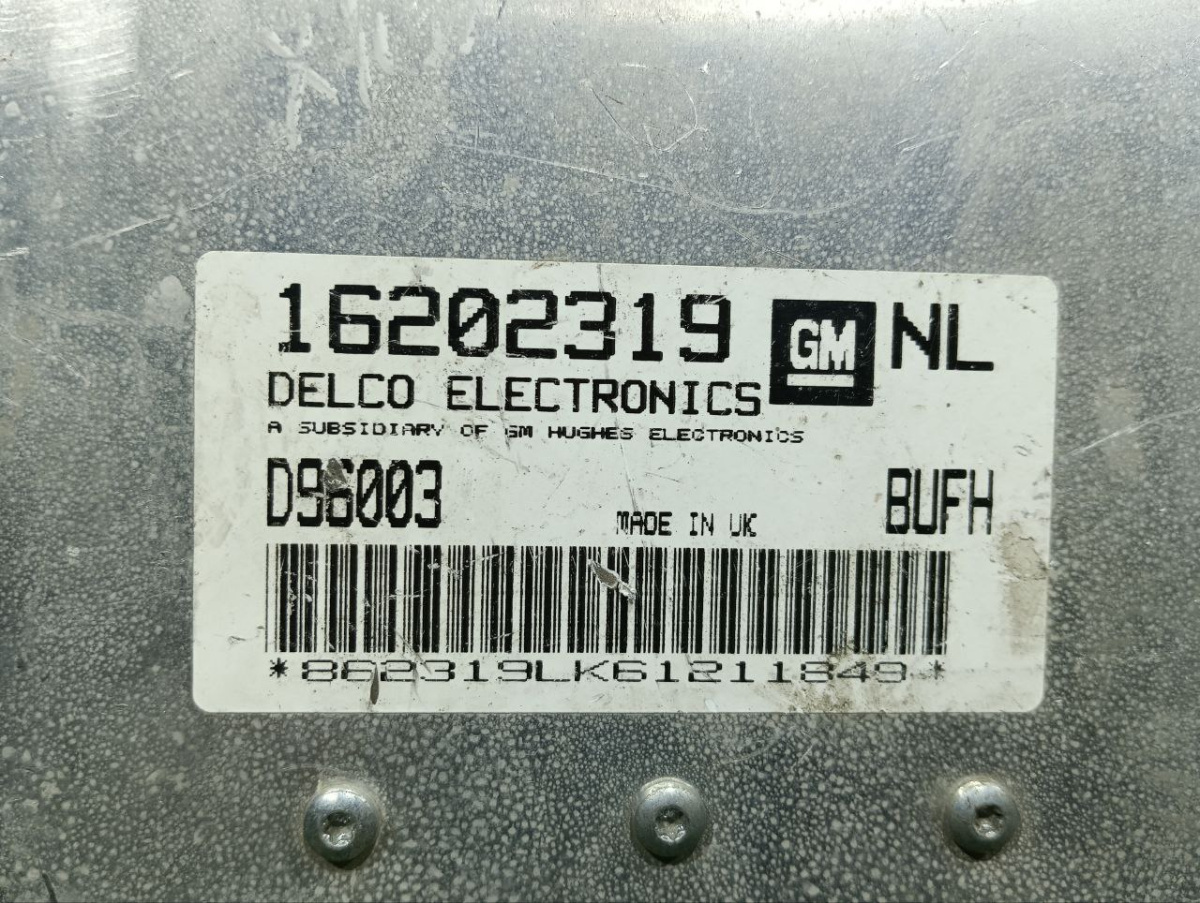 16202319 GM NL
DELCO ELECTRONICS
A SUBSIDIARY OF GM HUGHES ELECTRONICS
D96003 MADE IN UK BUFH
*862319LK61211849*